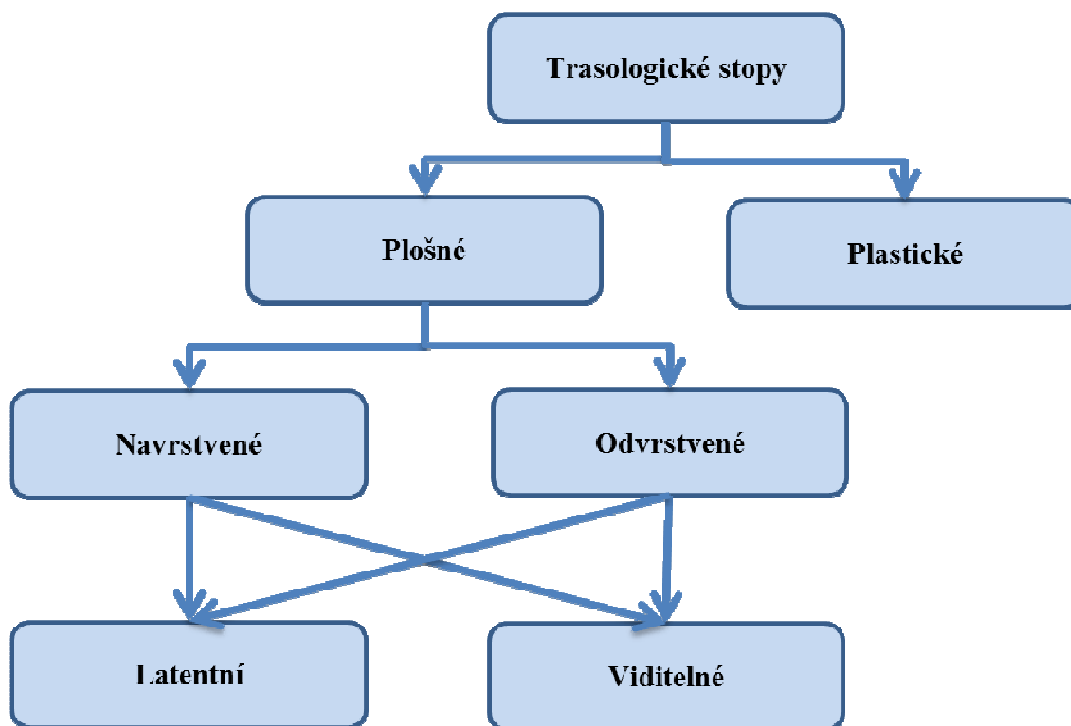 Trasologické stopy
Plošné
Plastické
Navrstvené
Odvrstvené
Latentní
Viditelné